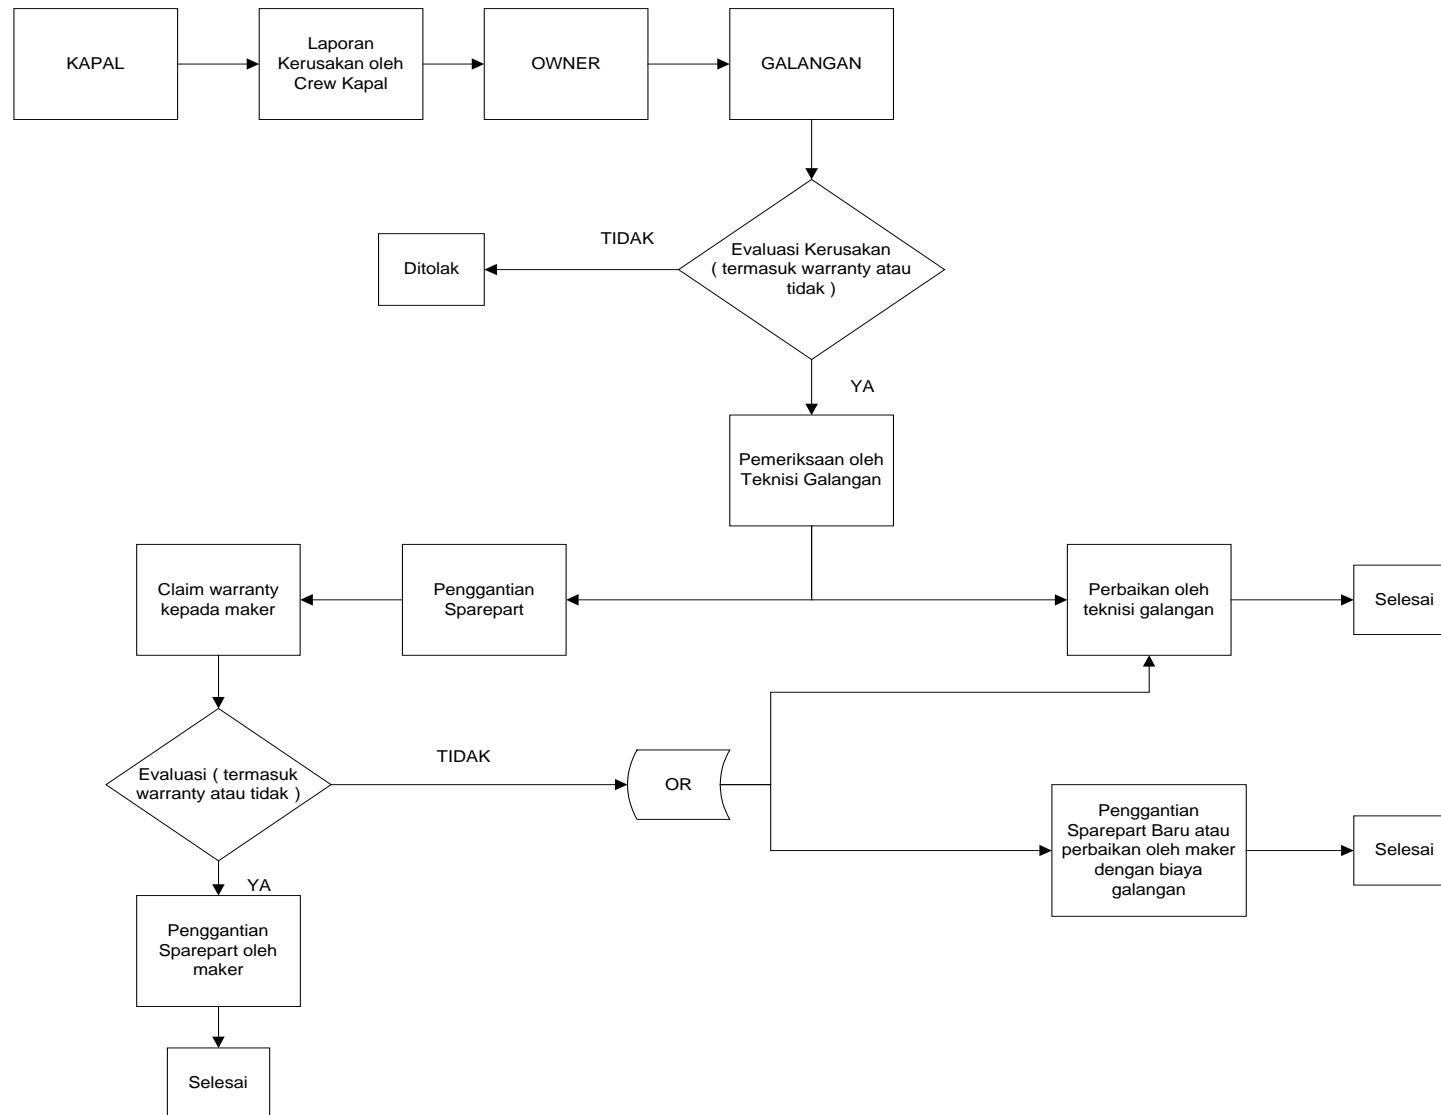 KAPAL
Laporan
Kerusakan oleh
Crew Kapal
OWNER
GALANGAN
TIDAK
Ditolak
Evaluasi Kerusakan
( termasuk warranty atau
tidak )
YA
Pemeriksaan oleh
Teknisi Galangan
Claim warranty
kepada maker
Penggantian
Sparepart
Perbaikan oleh
teknisi galangan
Selesai
Evaluasi ( termasuk
warranty atau tidak )
TIDAK
OR
Penggantian
Sparepart Baru atau
perbaikan oleh maker
dengan biaya
galangan
Selesai
YA
Penggantian
Sparepart oleh
maker
Selesai